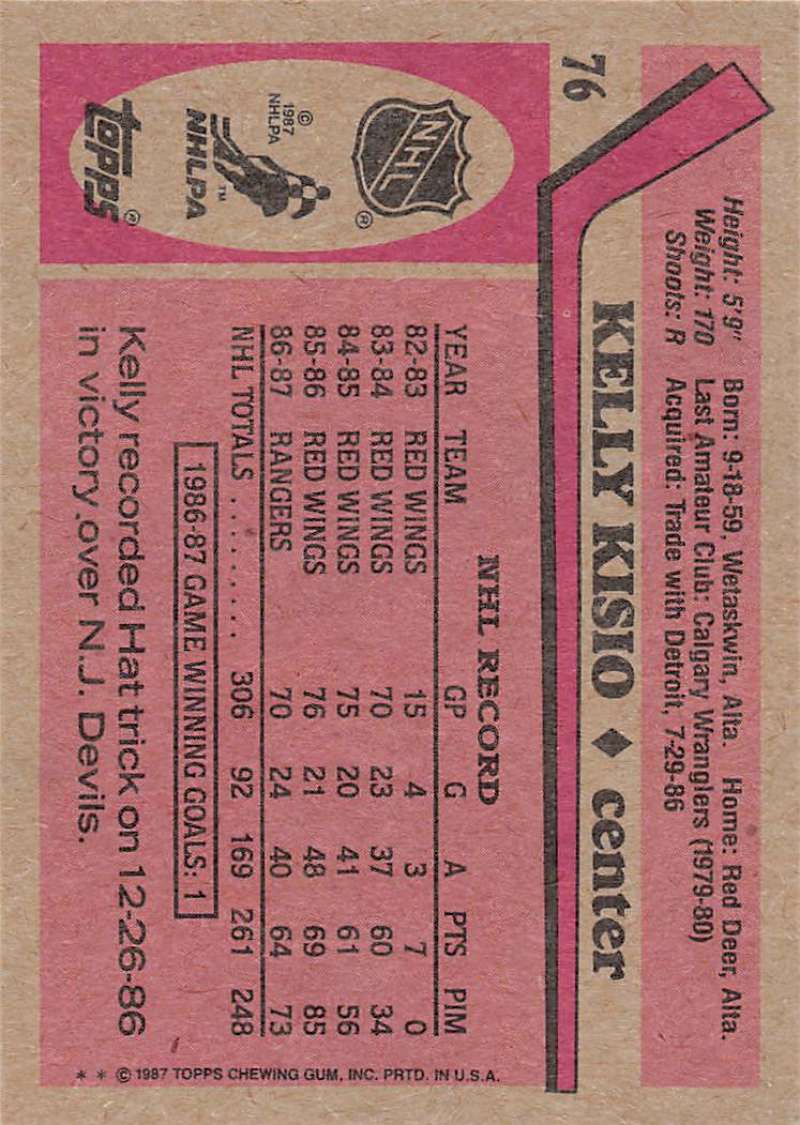 76
Height: 5'9" Born: 9-18-59, Wetaskwin, Alta. Home: Red Deer, Alta.
Weight: 170 Last Amateur Club: Calgary Wranglers (1979-80)
Shoots: R Acquired: Trade with Detroit, 7-29-86
KELLY KISIO ♦ center
NHL ®
© 1987 NHLPA
NHLPA ™
TOPPS ®
NHL RECORD
YEAR TEAM GP G A PTS PIM
82-83 RED WINGS 15 4 3 7 0
83-84 RED WINGS 70 23 37 60 34
84-85 RED WINGS 75 20 41 61 56
85-86 RED WINGS 76 21 48 69 85
86-87 RANGERS 70 24 40 64 73
NHL TOTALS ......... 306 92 169 261 248
1986-87 GAME WINNING GOALS: 1
Kelly recorded Hat trick on 12-26-86
in victory over N.J. Devils.
* * © 1987 TOPPS CHEWING GUM, INC. PRTD. IN U.S.A.